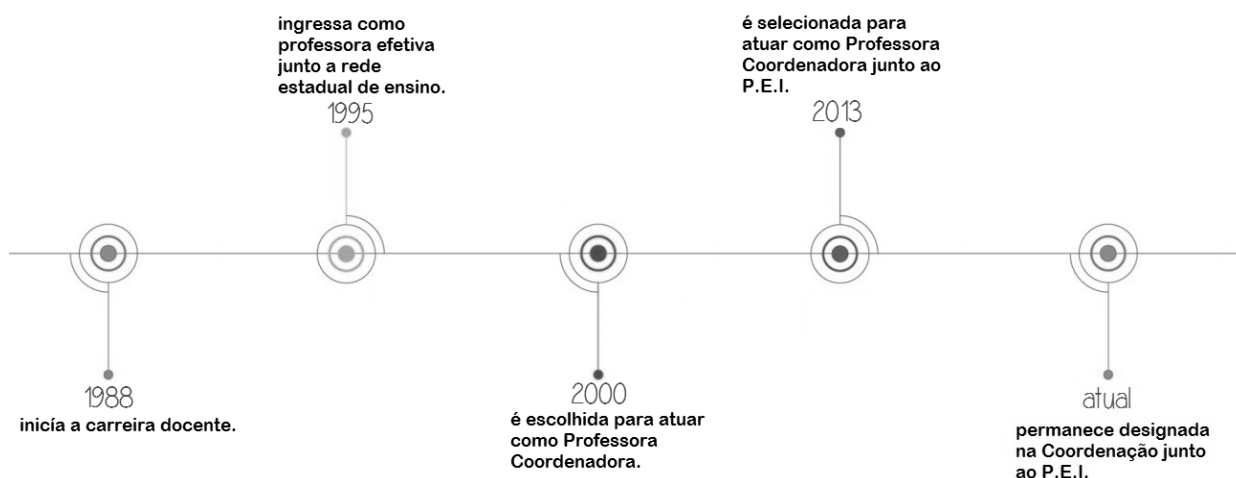 ingressa como
professora efetiva
junto a rede
estadual de ensino.
1995
é selecionada para
atuar como Professora
Coordenadora junto ao
P.E.I.
2013
1988
inicía a carreira docente.
2000
é escolhida para atuar
como Professora
Coordenadora.
atual
permanece designada
na Coordenação junto
ao P.E.I.